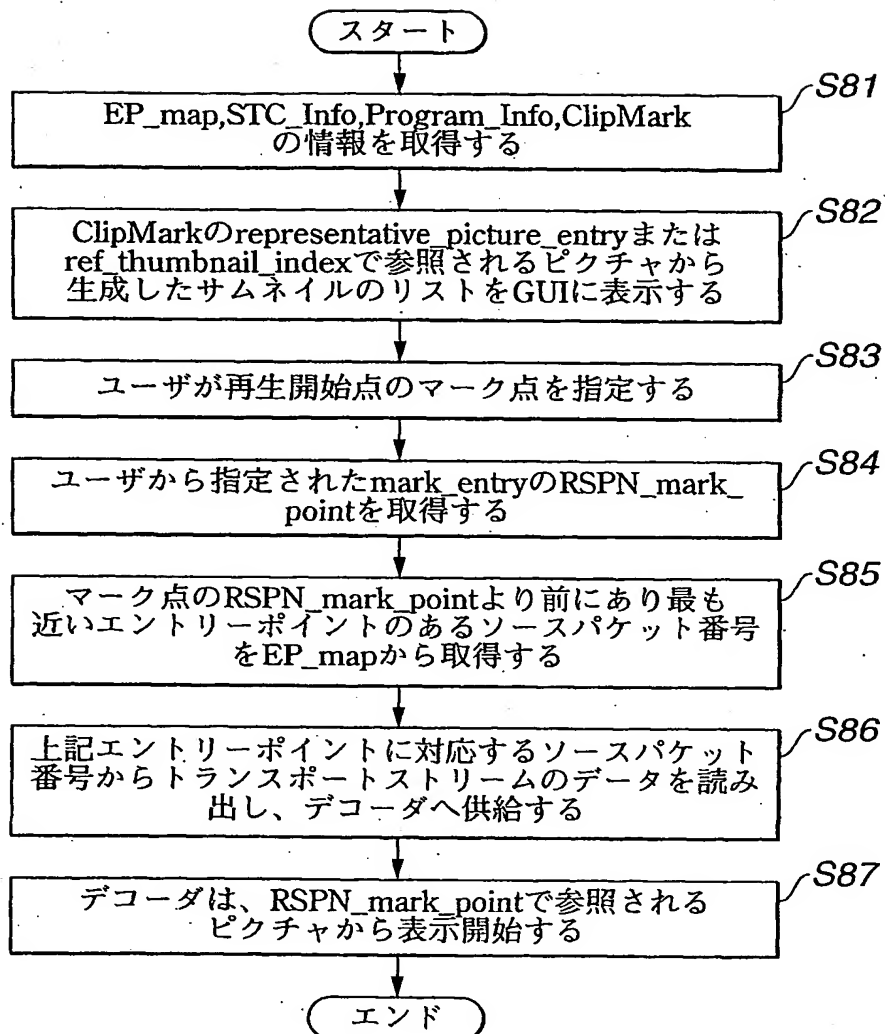 スタート
S81
EP_map,STC_Info,Program_Info,ClipMark
の情報を取得する
S82
ClipMarkのrepresentative_picture_entryまたは
ref_thumbnail_indexで参照されるピクチャから
生成したサムネイルのリストをGUIに表示する
S83
ユーザが再生開始点のマーク点を指定する
S84
ユーザから指定されたmark_entryのRSPN_mark_
pointを取得する
S85
マーク点のRSPN_mark_pointより前にあり最も
近いエントリーポイントのあるソースパケット番号
をEP_mapから取得する
S86
上記エントリーポイントに対応するソースパケット
番号からトランスポートストリームのデータを読み
出し、デコーダへ供給する
S87
デコーダは、RSPN_mark_pointで参照される
ピクチャから表示開始する
エンド